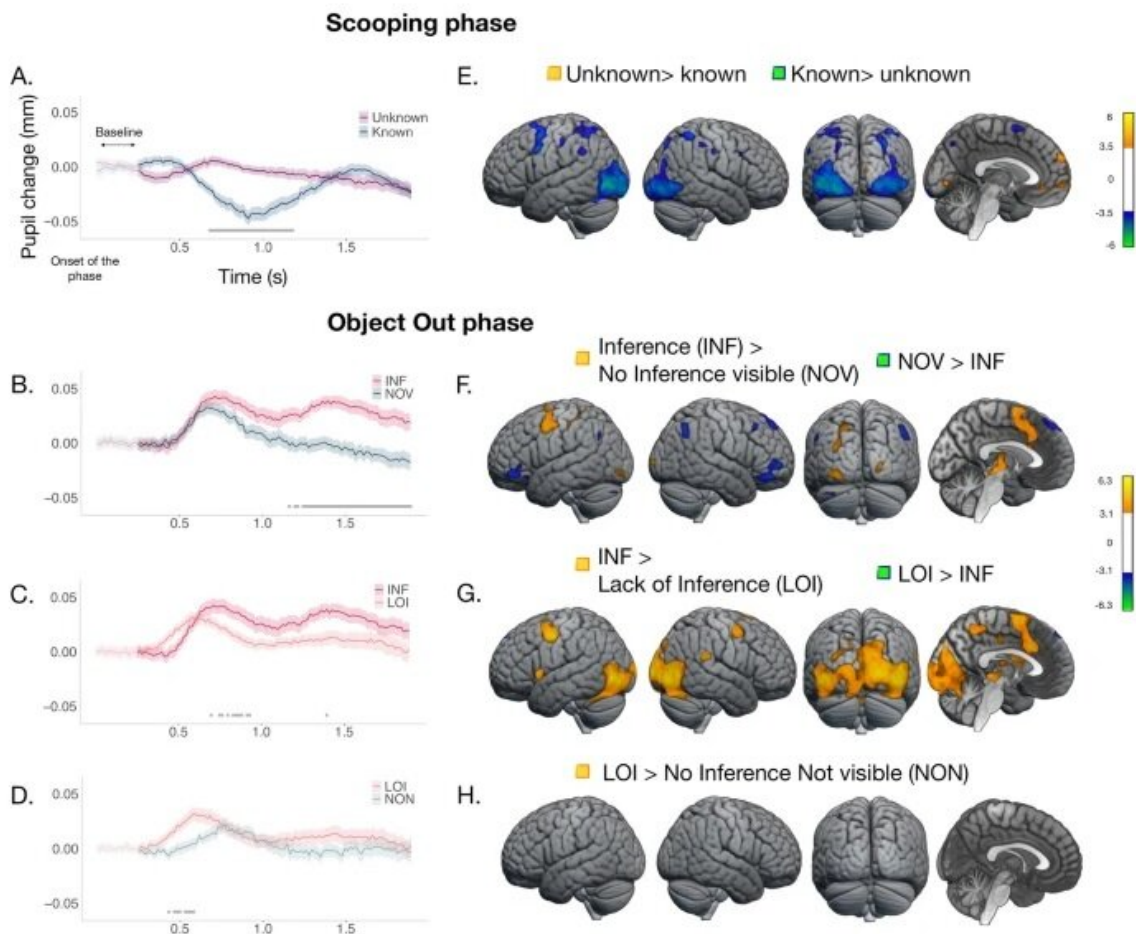 Scooping phase
A.
Pupil change (mm)
0.05
0.00
−0.05
Baseline
Unknown
Known
0.5
1.0
1.5
Onset of the
phase
Time (s)
E.
Unknown> known
Known> unknown
6
3.5
0
-3.5
-6
Object Out phase
B.
0.05
0.00
−0.05
INF
NOV
0.5
1.0
1.5
F.
Inference (INF) >
No Inference visible (NOV)
NOV > INF
6.3
3.1
0
-3.1
-6.3
C.
0.05
0.00
−0.05
INF
LOI
0.5
1.0
1.5
G.
INF >
Lack of Inference (LOI)
LOI > INF
D.
0.05
0.00
−0.05
LOI
NON
0.5
1.0
1.5
H.
LOI > No Inference Not visible (NON)